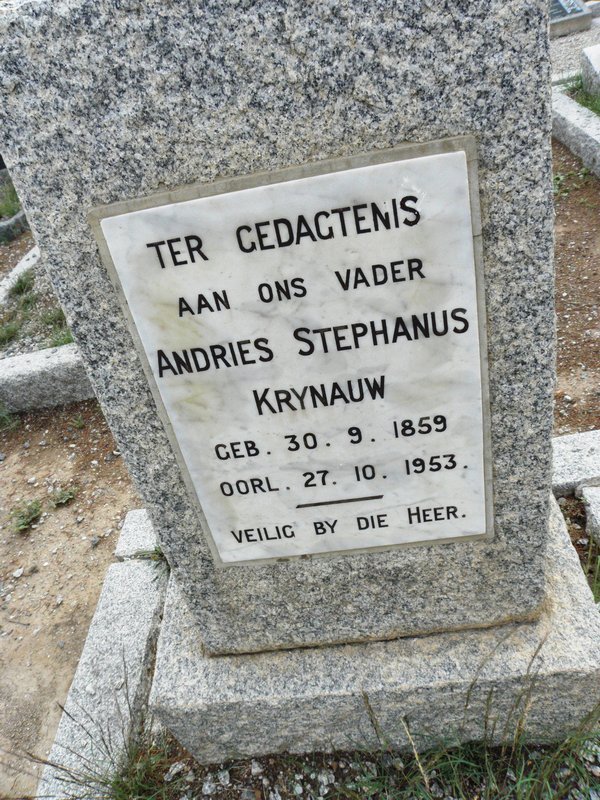 TER GEDAGTENIS
AAN ONS VADER
ANDRIES STEPHANUS
KRYNAUW
GEB. 30. 9. 1859
OORL. 27. 10. 1953.
VEILIG BY DIE HEER.